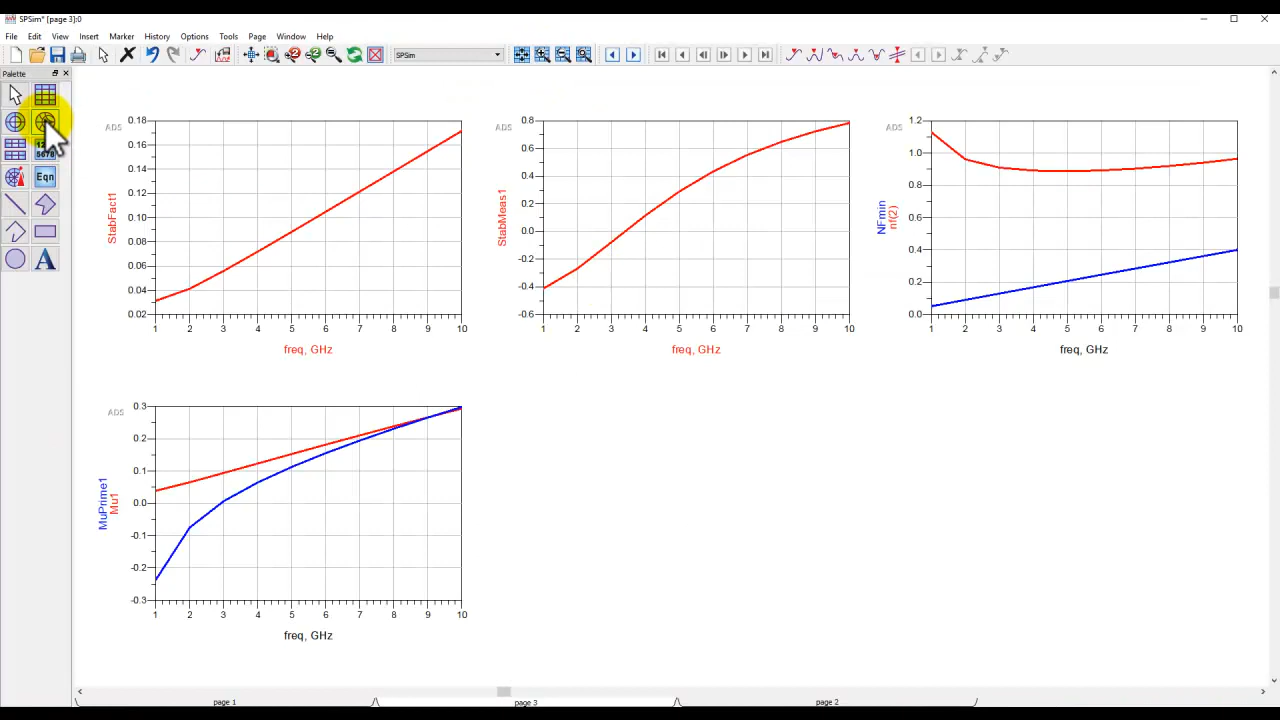 SPSim* [page 3]:0
File Edit View Insert Marker History Options Tools Page Window Help
SPSim
Palette
Eqn
A
ADS
StabFact1
0.18
0.16
0.14
0.12
0.10
0.08
0.06
0.04
0.02
1 2 3 4 5 6 7 8 9 10
freq, GHz
ADS
StabMeas1
0.8
0.6
0.4
0.2
0.0
-0.2
-0.4
-0.6
1 2 3 4 5 6 7 8 9 10
freq, GHz
ADS
NFmin
nf(2)
1.2
1.0
0.8
0.6
0.4
0.2
0.0
1 2 3 4 5 6 7 8 9 10
freq, GHz
ADS
MuPrime1
Mu1
0.3
0.2
0.1
0.0
-0.1
-0.2
-0.3
1 2 3 4 5 6 7 8 9 10
freq, GHz
page 1 page 3 page 2